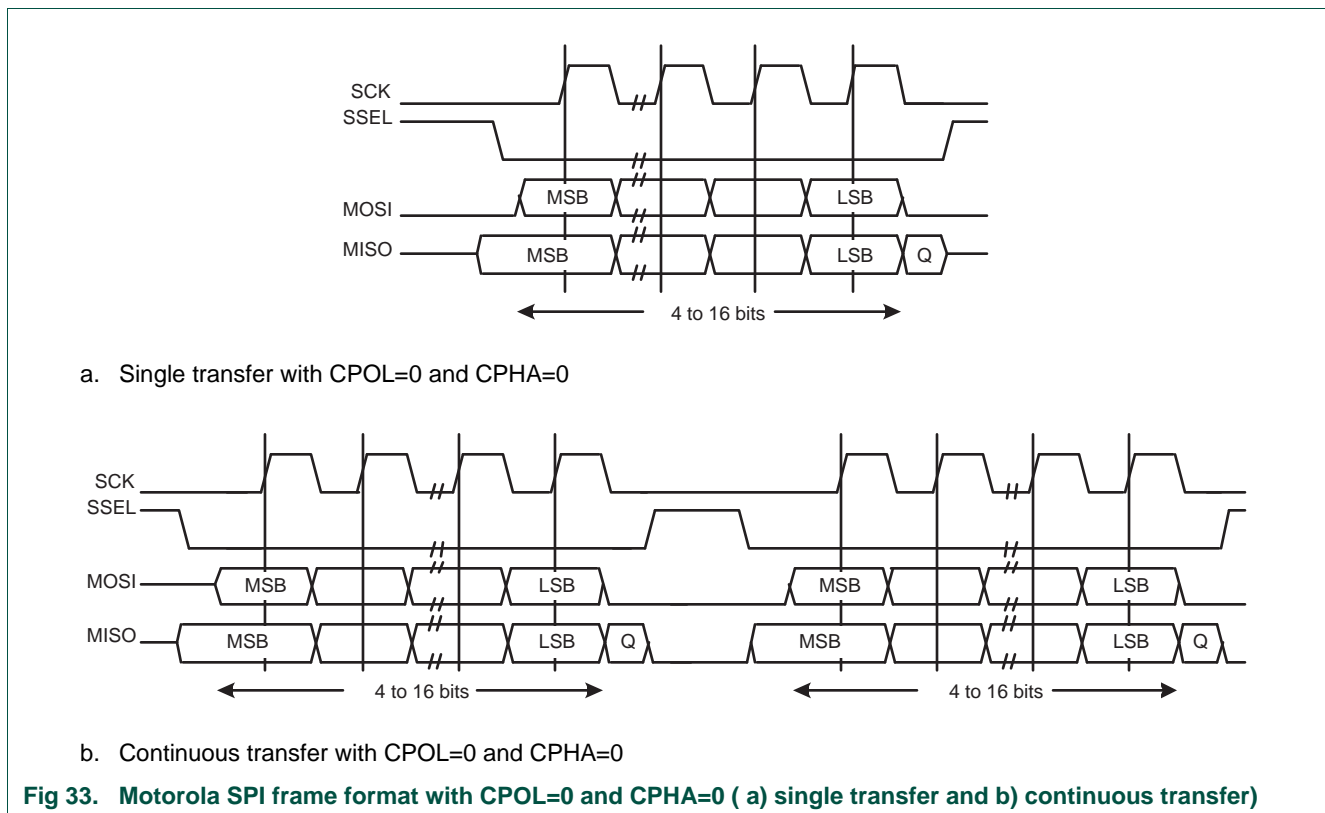 SCK
SSEL
MOSI MSB LSB
MISO MSB LSB Q
4 to 16 bits
a. Single transfer with CPOL=0 and CPHA=0
SCK
SSEL
MOSI MSB LSB MSB LSB
MISO MSB LSB Q MSB LSB Q
4 to 16 bits 4 to 16 bits
b. Continuous transfer with CPOL=0 and CPHA=0
Fig 33. Motorola SPI frame format with CPOL=0 and CPHA=0 ( a) single transfer and b) continuous transfer)